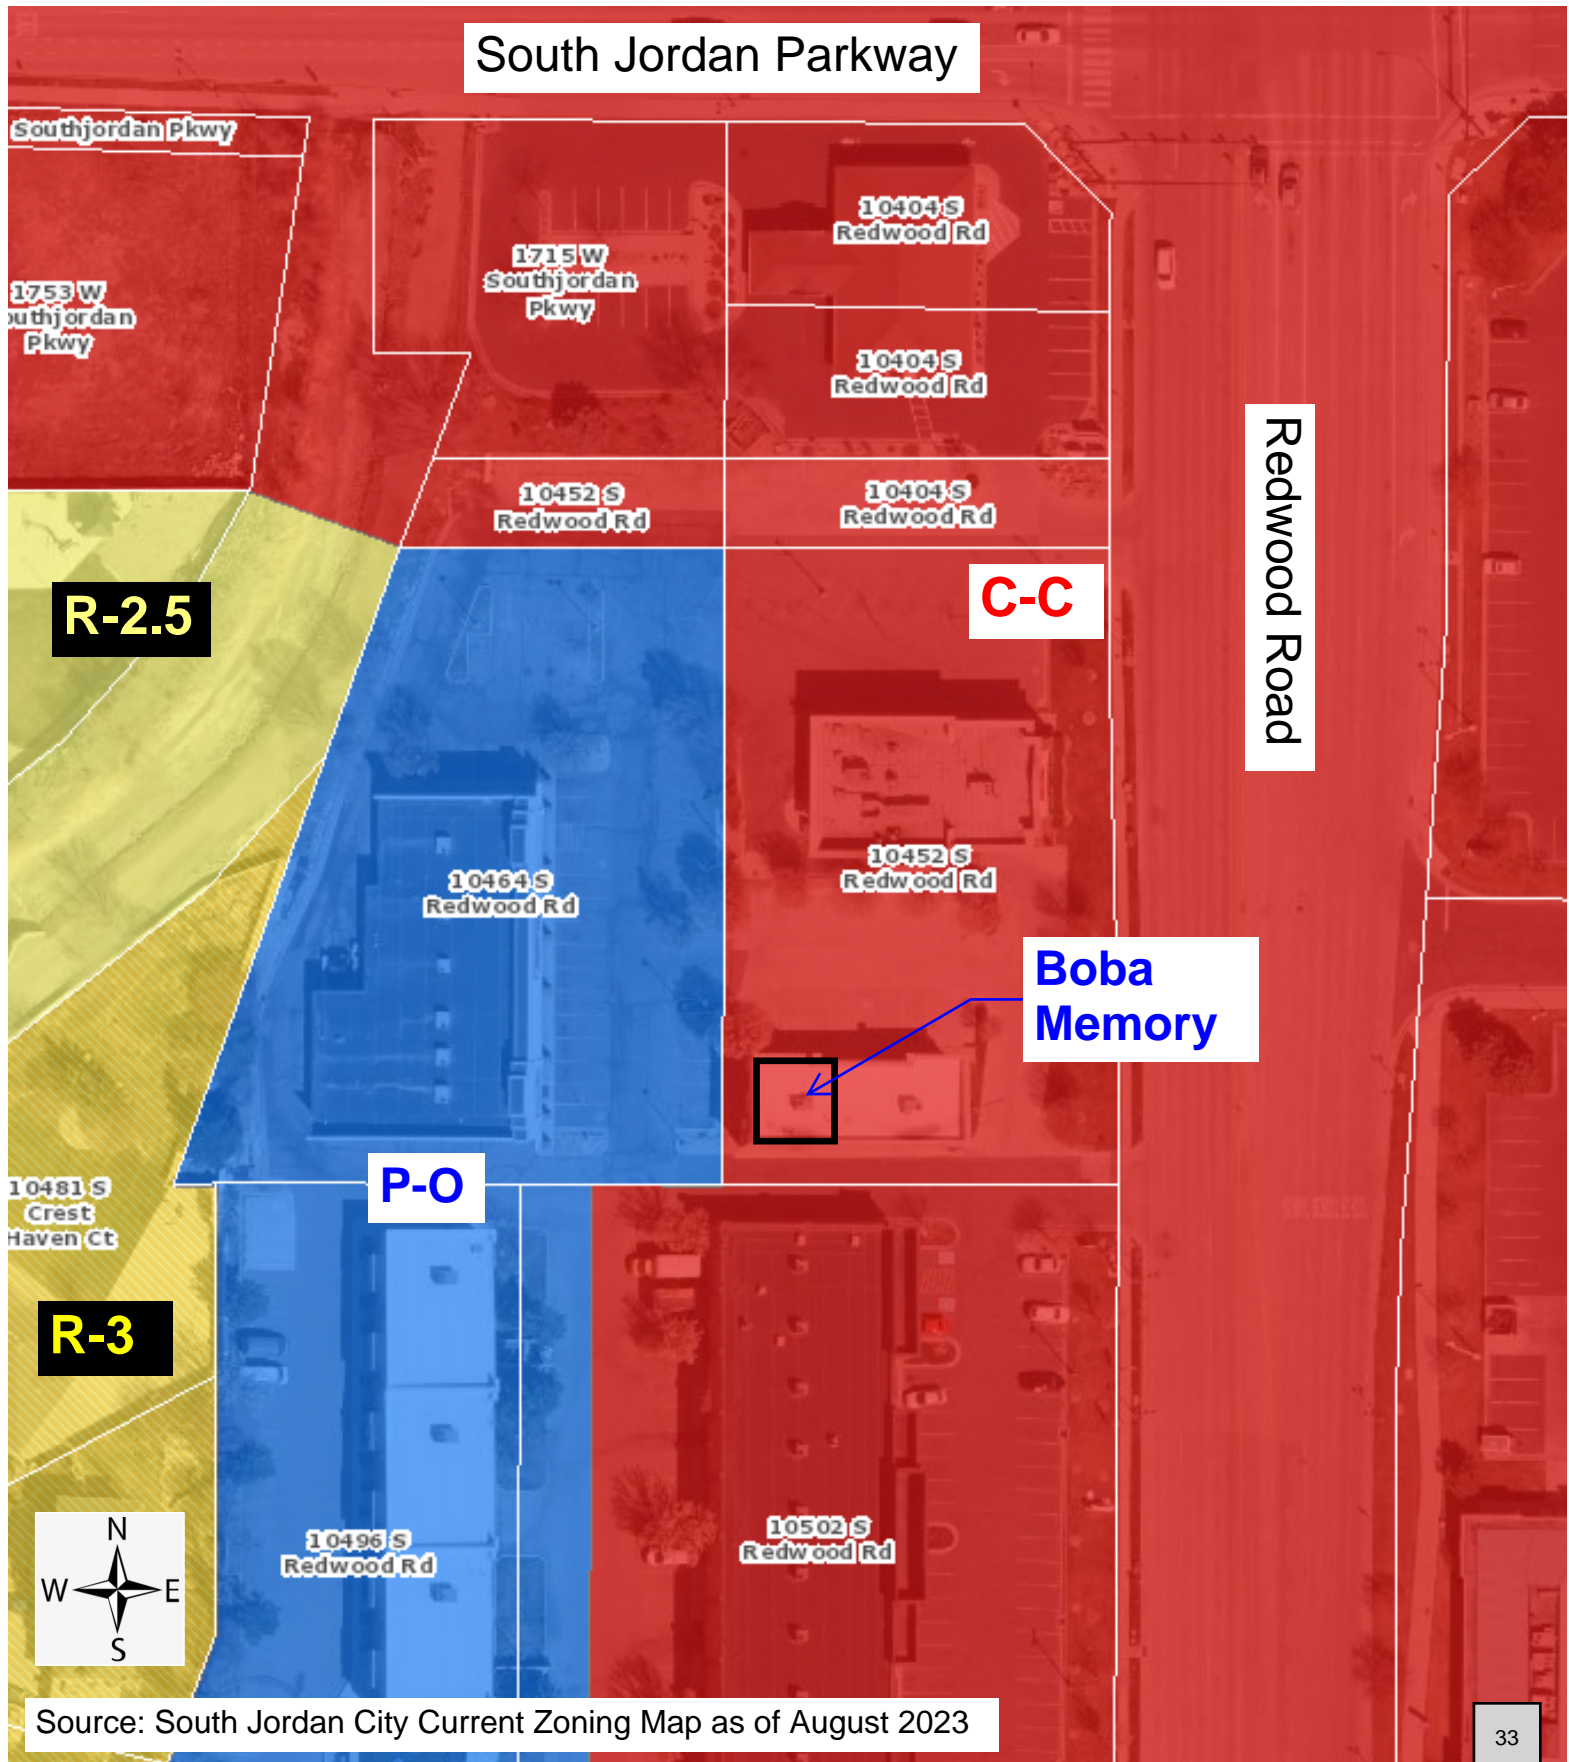 South Jordan Parkway
Southjordan Pkwy
10404 S
Redwood Rd
1715 W
Southjordan
Pkwy
1753 W
outhjordan
Pkwy
10404 S
Redwood Rd
Redwood Road
10452 S
Redwood Rd
10404 S
Redwood Rd
R-2.5
C-C
10452 S
Redwood Rd
10464 S
Redwood Rd
Boba
Memory
P-O
10481 S
Crest
Haven Ct
R-3
10496 S
Redwood Rd
10502 S
Redwood Rd
N
W E
S
Source: South Jordan City Current Zoning Map as of August 2023
33